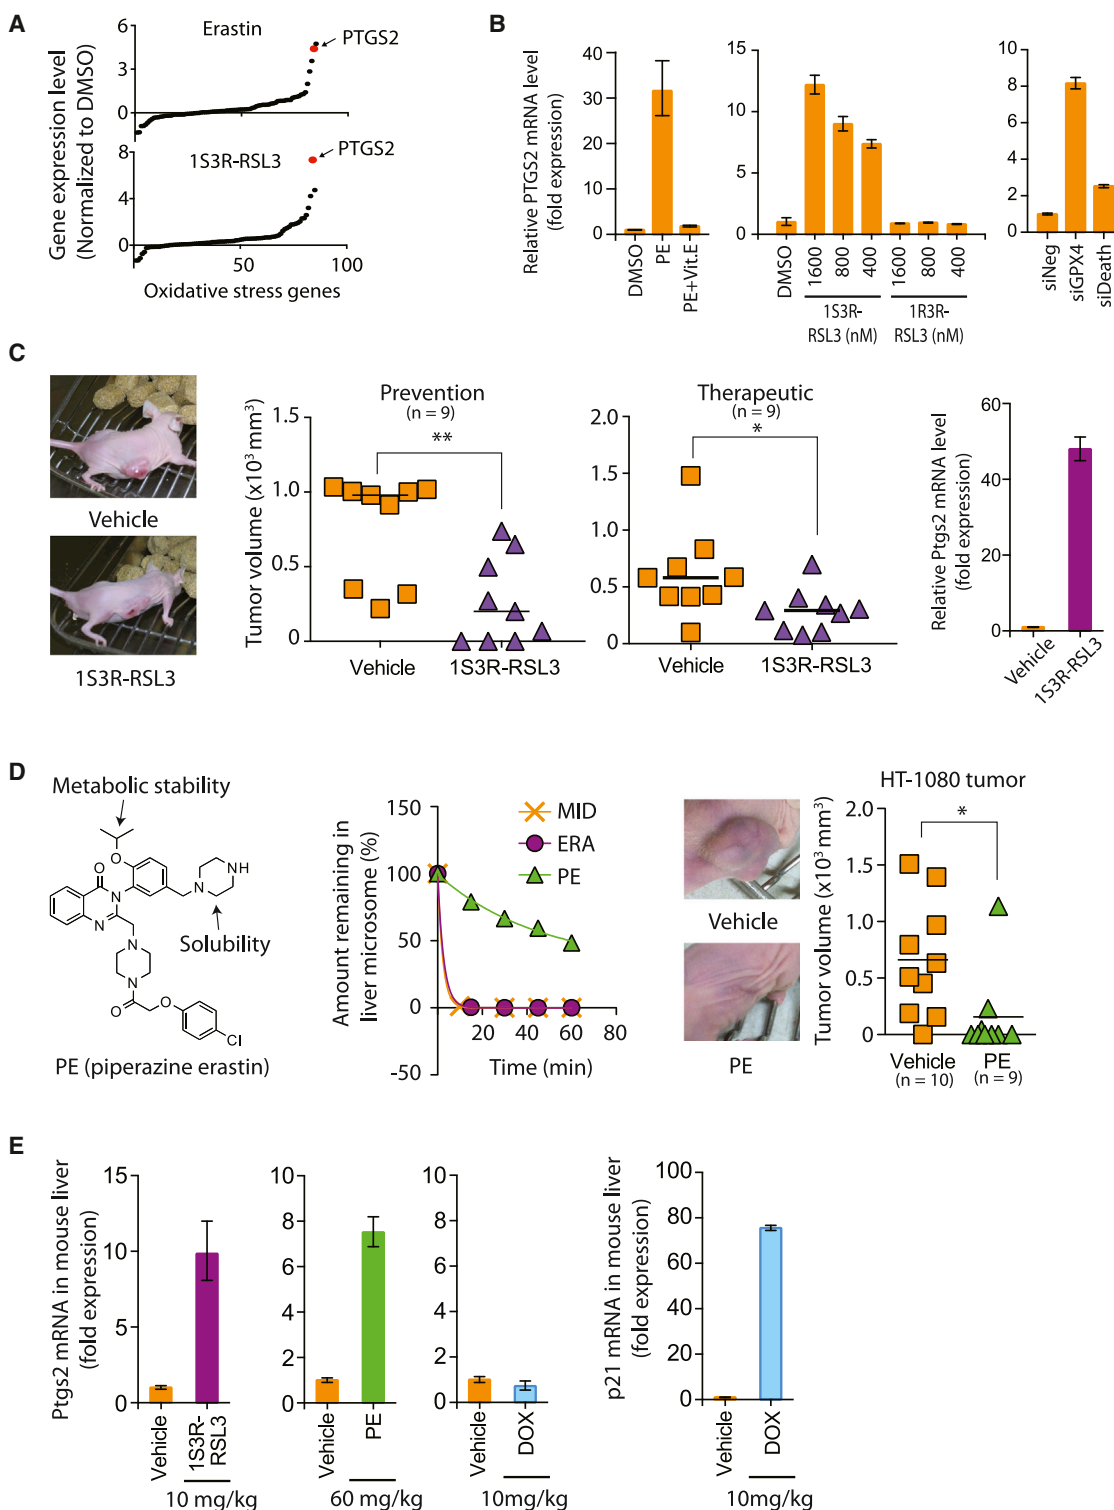 A
Gene expression level
(Normalized to DMSO)
6
3
0
Erastin
PTGS2
8
4
0
1S3R-RSL3
PTGS2
50
100
Oxidative stress genes
B
Relative PTGS2 mRNA level
(fold expression)
40
30
20
10
0
DMSO
PE
PE+Vit.E
15
10
5
0
DMSO
1600
800
400
1600
800
400
1S3R-
RSL3 (nM)
1R3R-
RSL3 (nM)
10
8
6
4
2
0
siNeg
siGPX4
siDeath
C
Vehicle
1S3R-RSL3
Prevention
(n = 9)
**
Tumor volume (x10³ mm³)
1.5
1.0
0.5
0
Vehicle
1S3R-RSL3
Therapeutic
(n = 9)
*
2.0
1.5
1.0
0.5
0
Vehicle
1S3R-RSL3
Relative Ptgs2 mRNA level
(fold expression)
60
40
20
0
Vehicle
1S3R-RSL3
D
Metabolic stability
O
O
N
N
N
NH
Solubility
N
N
O
O
Cl
PE (piperazine erastin)
Amount remaining in
liver microsome (%)
150
100
50
0
-50
20
40
60
80
Time (min)
MID
ERA
PE
Vehicle
PE
HT-1080 tumor
*
Tumor volume (x10³ mm³)
2.0
1.5
1.0
0.5
0
Vehicle
(n = 10)
PE
(n = 9)
E
Ptgs2 mRNA in mouse liver
(fold expression)
15
10
5
0
Vehicle
1S3R-
RSL3
10 mg/kg
10
8
6
4
2
0
Vehicle
PE
60 mg/kg
10
8
6
4
2
0
Vehicle
DOX
10mg/kg
p21 mRNA in mouse liver
(fold expression)
100
80
60
40
20
0
Vehicle
DOX
10mg/kg